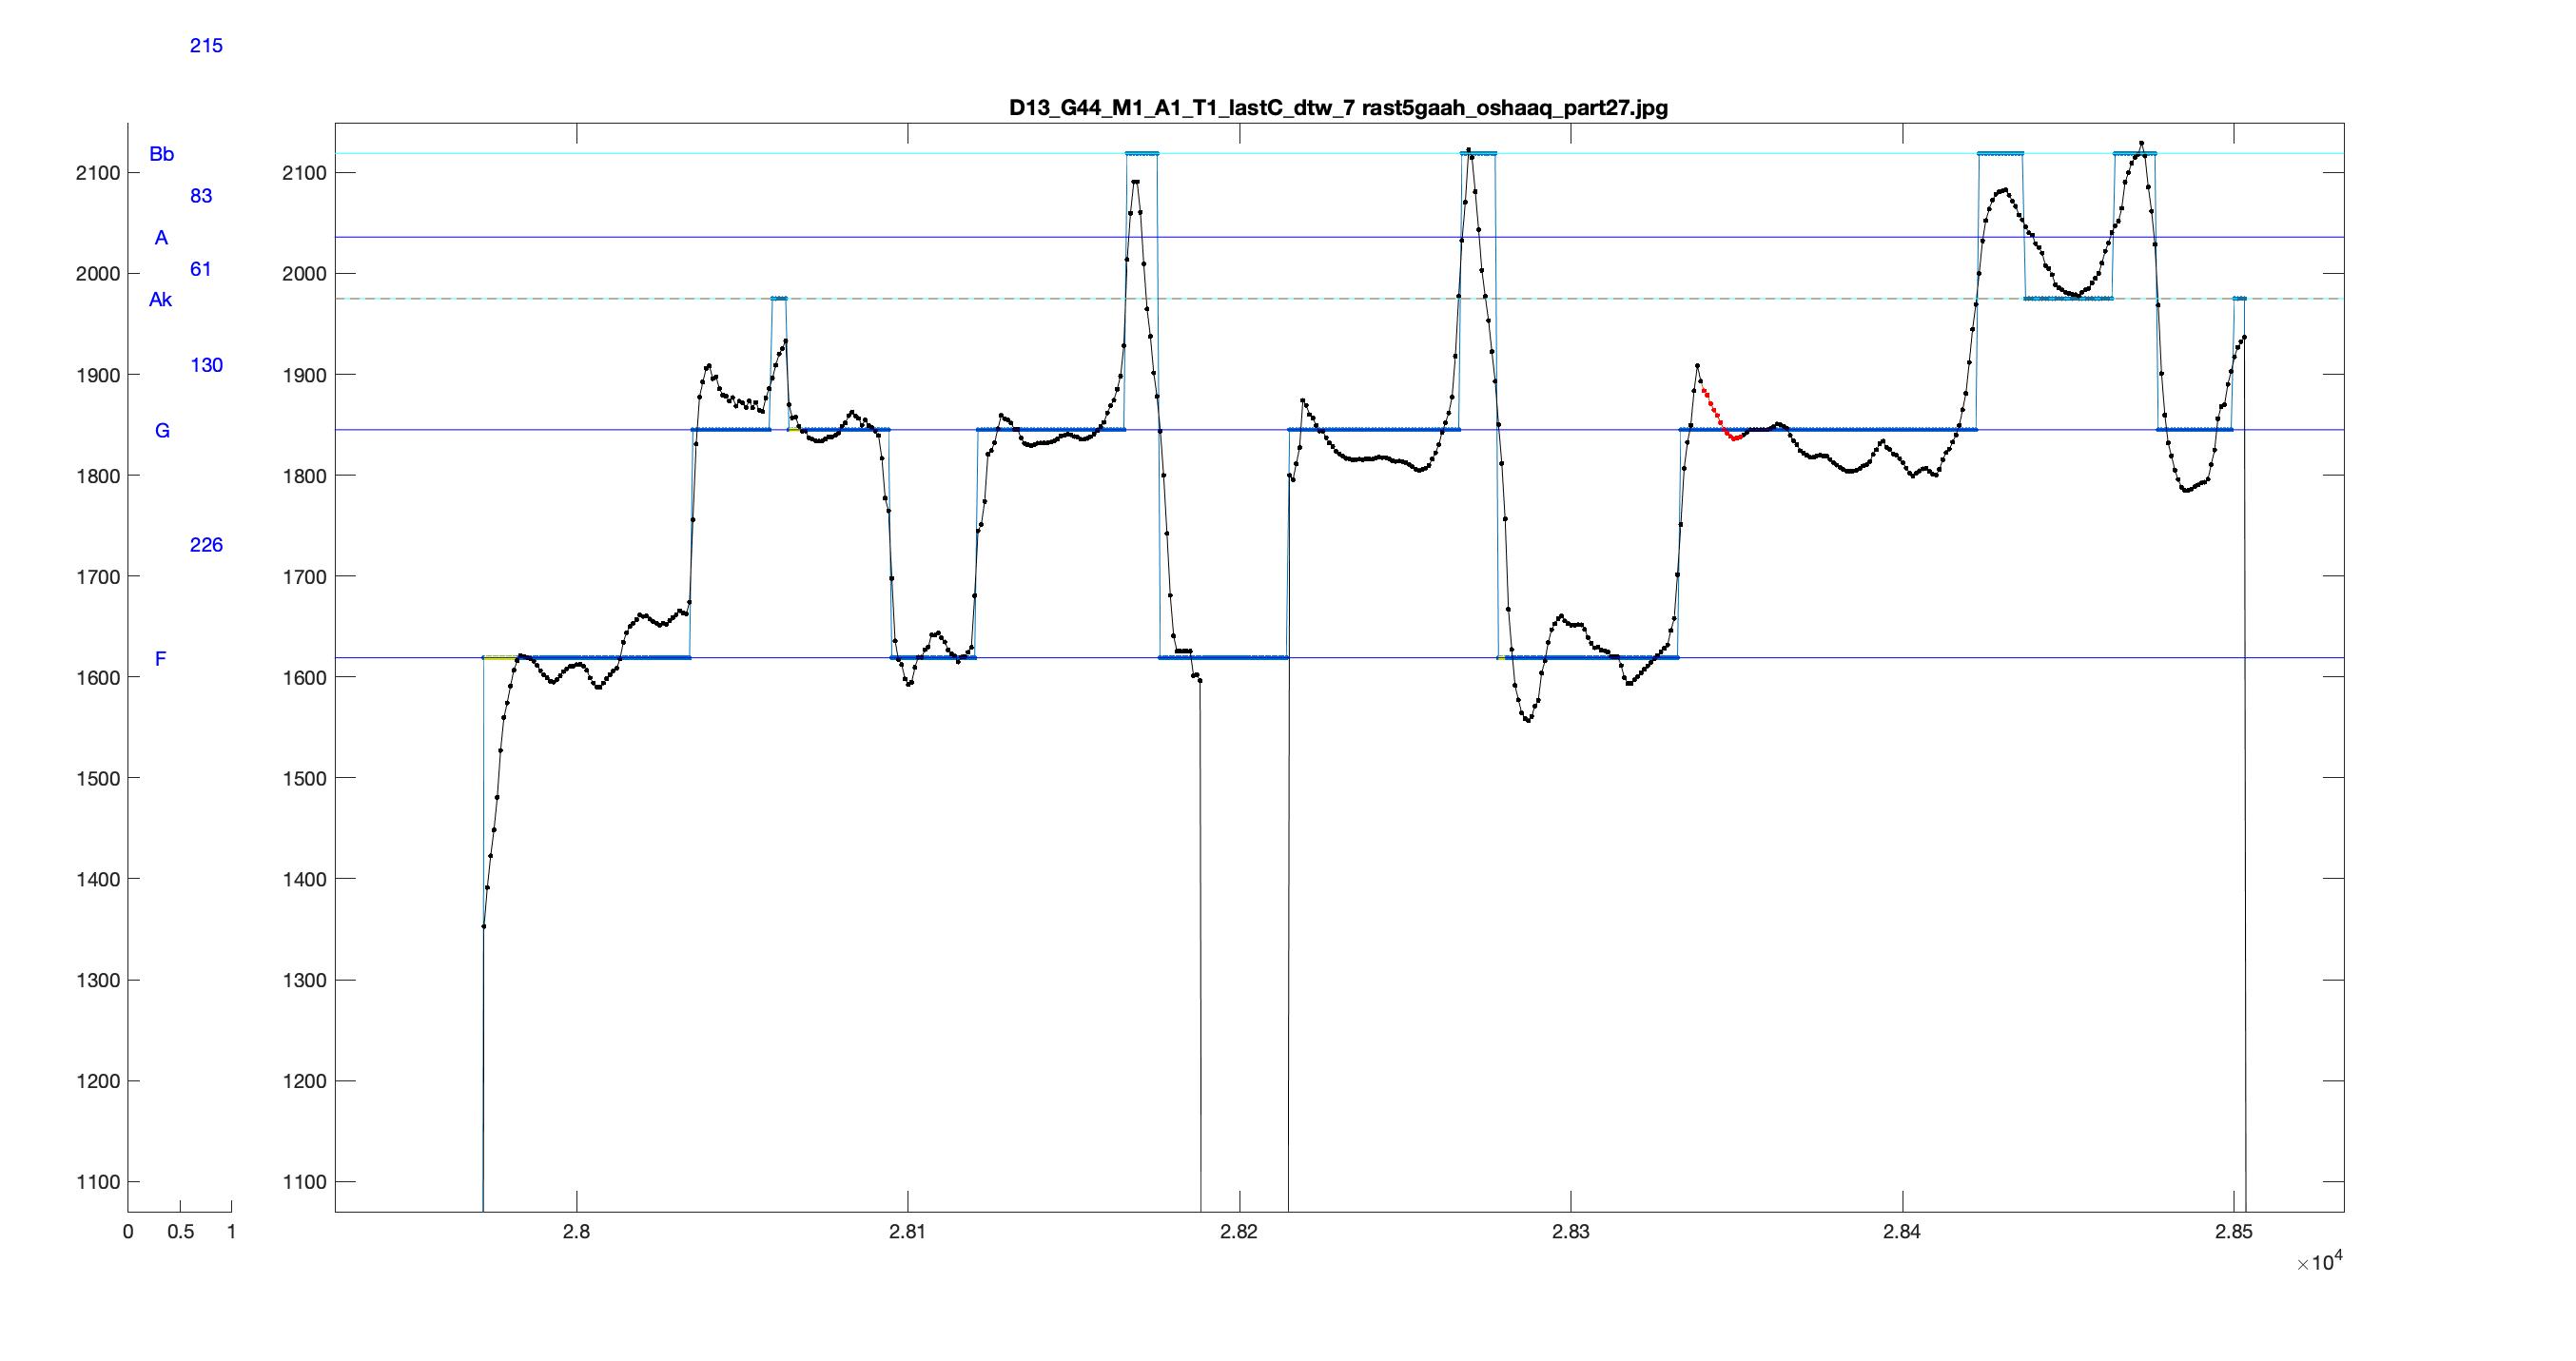 215
D13_G44_M1_A1_T1_lastC_dtw_7 rast5gaah_oshaaq_part27.jpg
Bb
2100 2100
83
A
2000 61 2000
Ak
1900 130 1900
G
1800 1800
226
1700 1700
F
1600 1600
1500 1500
1400 1400
1300 1300
1200 1200
1100 1100
0 0.5 1 2.8 2.81 2.82 2.83 2.84 2.85
×10⁴